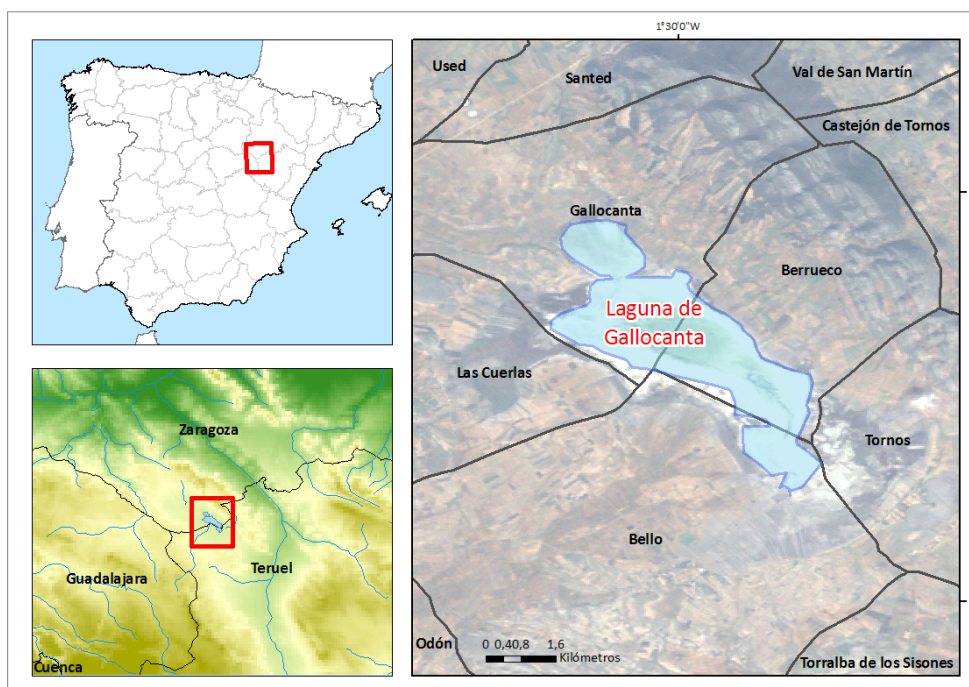 1°30'0"W
Used
Santed
Val de San Martín
Castejón de Tornos
Gallocanta
Berrueco
Laguna de
Gallocanta
Las Cuerlas
Tornos
Bello
Odón
0 0,40,8 1,6
Kilómetros
Torralba de los Sisones
Zaragoza
Guadalajara
Teruel
Cuenca